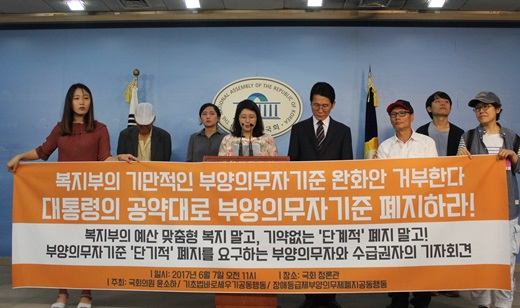 NATIONAL ASSEMBLY OF THE REPUBLIC OF KOREA
복지부의 기만적인 부양의무자기준 완화안 거부한다
대통령의 공약대로 부양의무자기준 폐지하라!
복지부의 예산 맞춤형 복지 말고, 기약없는 '단계적' 폐지 말고!
부양의무자기준 '단기적' 폐지를 요구하는 부양의무자와 수급권자의 기자회견
일시: 2017년 6월 7일 오전 11시 장소: 국회 정론관
주최: 국회의원 윤소하 / 기초법바로세우기공동행동 / 장애등급제부양의무제폐지공동행동